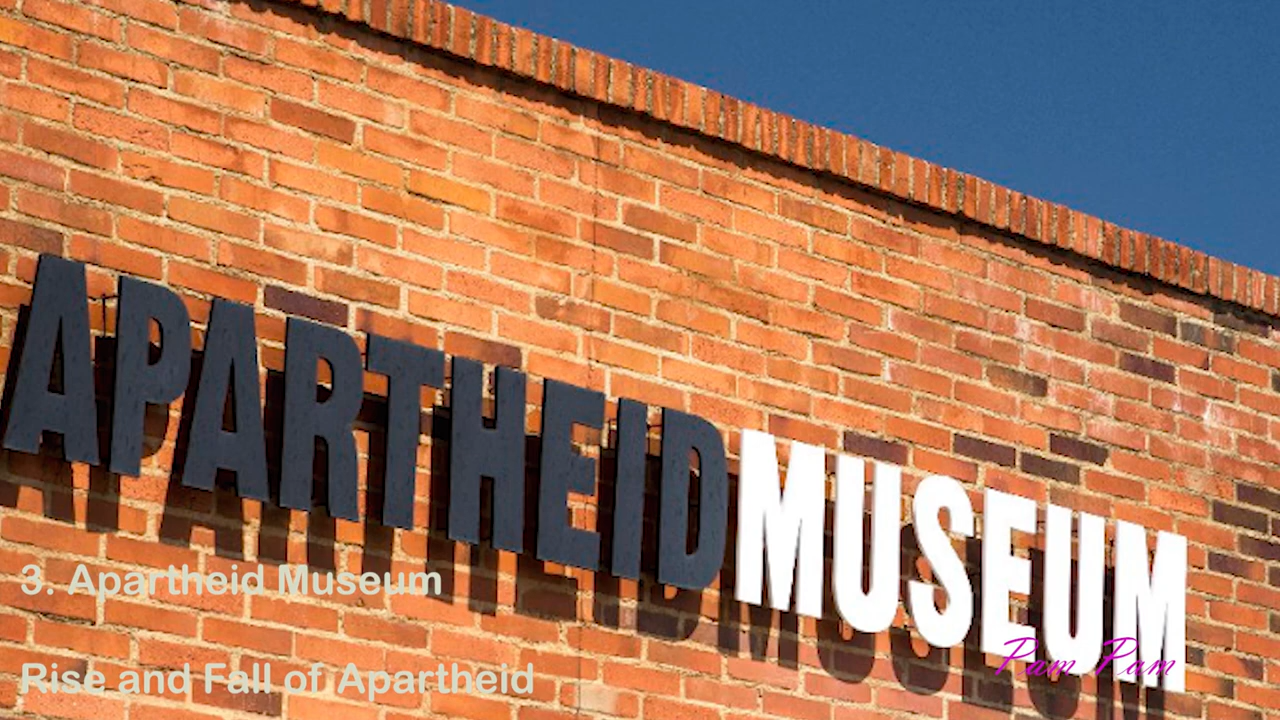 APARTHEIDMUSEUM
3. Apartheid Museum
Pam Pam
Rise and Fall of Apartheid